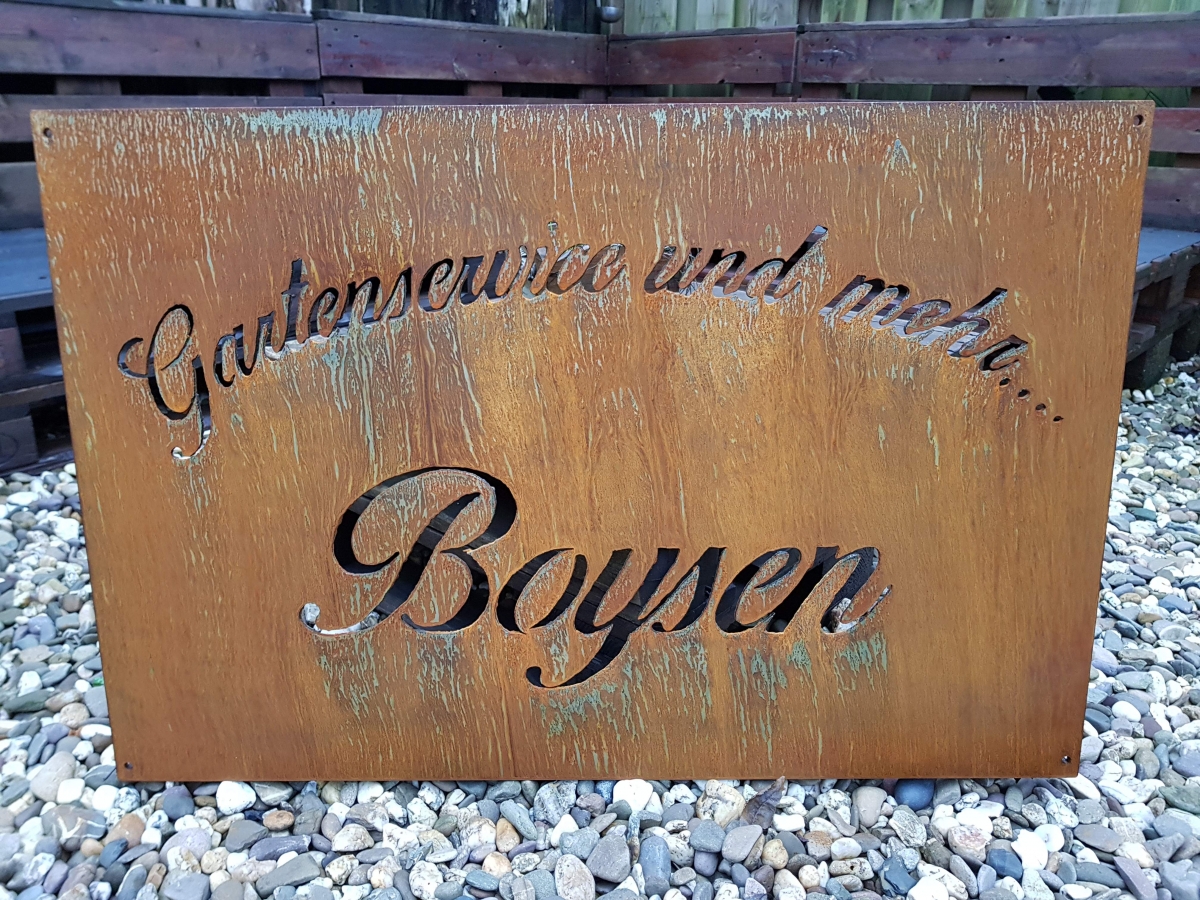 Gartenservice und mehr....
Boysen